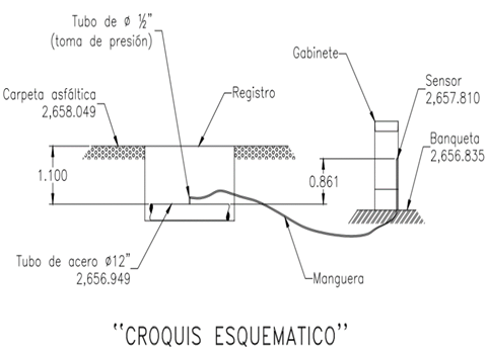 Tubo de ø ½"
(toma de presión)
Gabinete
Carpeta asfáltica
2,658.049
Registro
Sensor
2,657.810
Banqueta
2,656.835
1.100
0.861
Tubo de acero ø12"
2,656.949
Manguera
"CROQUIS ESQUEMATICO"